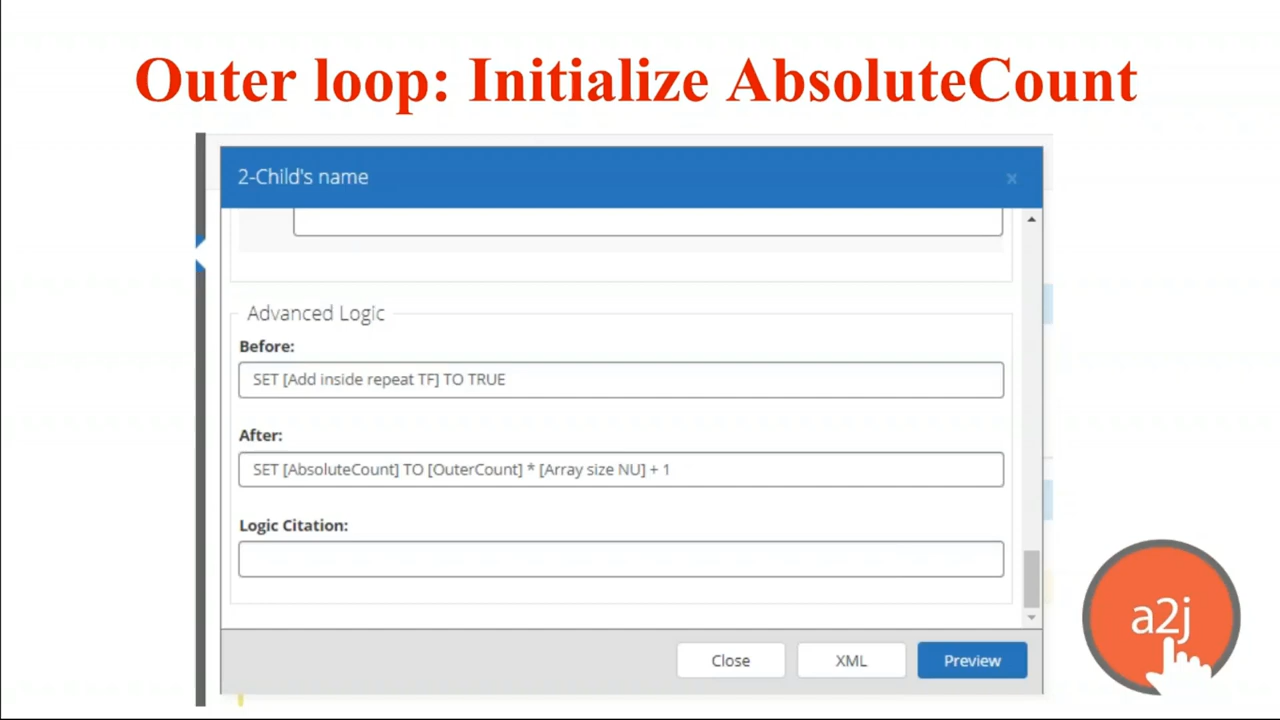 Outer loop: Initialize AbsoluteCount
2-Child's name
x
Advanced Logic
Before:
SET [Add inside repeat TF] TO TRUE
After:
SET [AbsoluteCount] TO [OuterCount] * [Array size NU] + 1
Logic Citation:
Close XML Preview
a2j